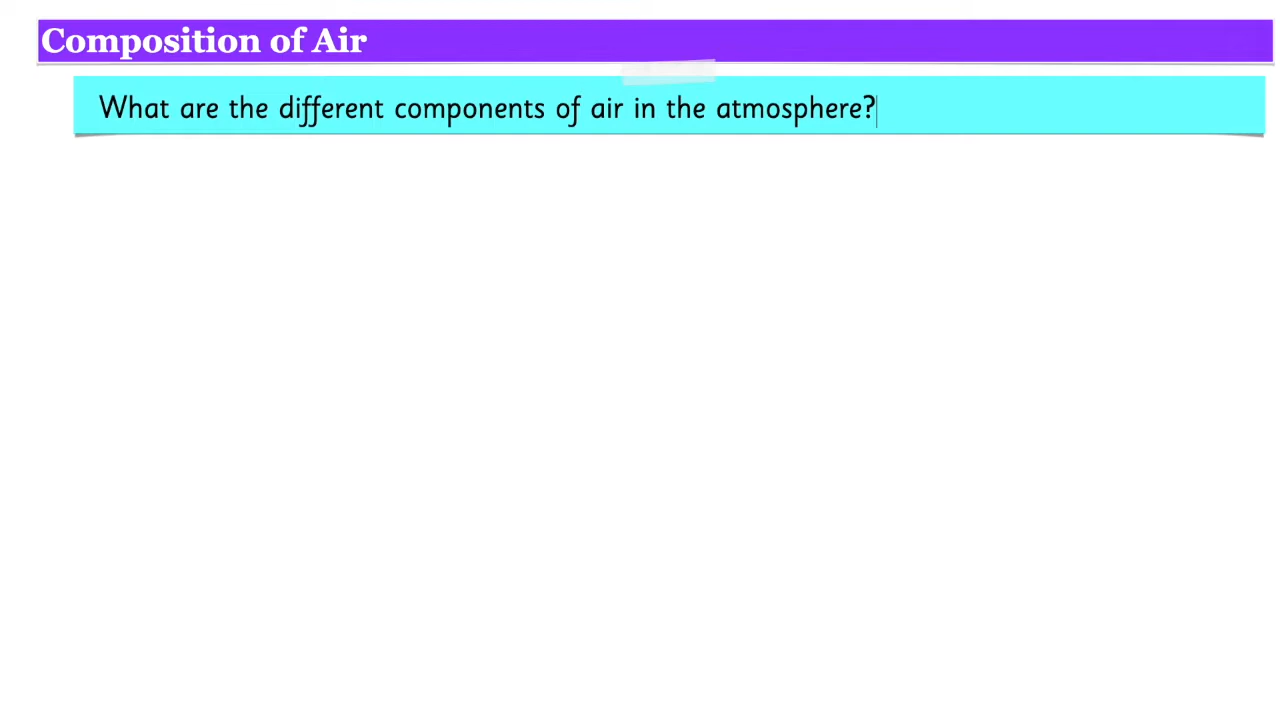 Composition of Air
What are the different components of air in the atmosphere?